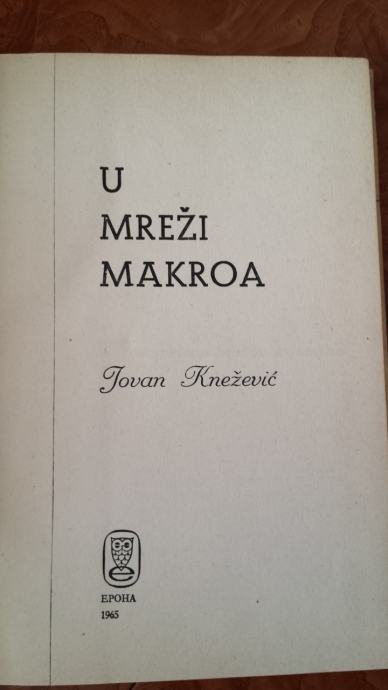 U
MREŽI
MAKROA
Jovan Knežević
EPOHA
1965